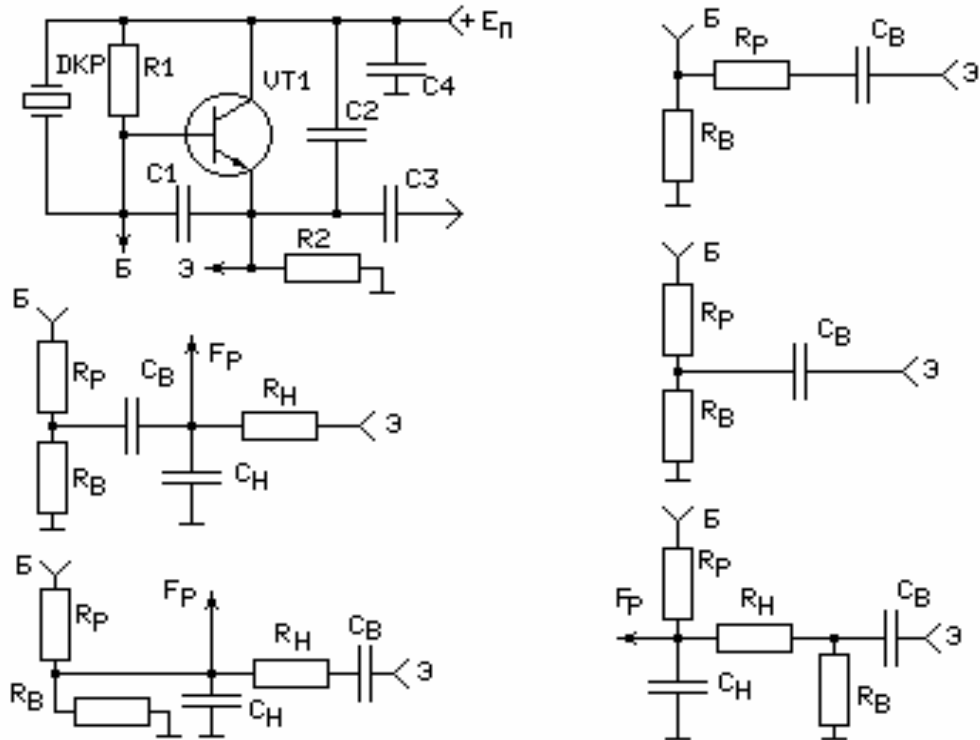 + Eп
DKP
R1
VT1
C4
C2
C1
C3
R2
Б
Э
Б
RP
CB
FP
RH
Э
RB
CH
Б
RP
FP
RH
CB
Э
RB
CH
Б
RP
CB
Э
RB
Б
RP
CB
Э
RB
Б
RP
FP
RH
CB
Э
CH
RB